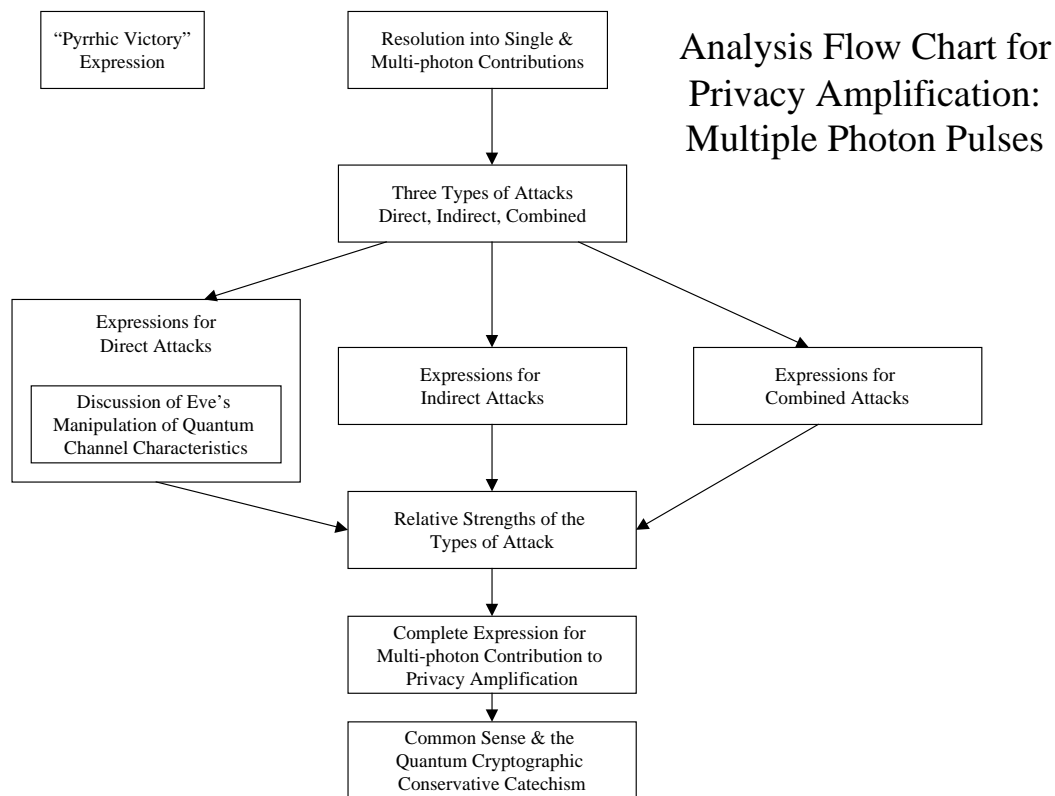 “Pyrrhic Victory”
Expression
Resolution into Single &
Multi-photon Contributions
Analysis Flow Chart for
Privacy Amplification:
Multiple Photon Pulses
Three Types of Attacks
Direct, Indirect, Combined
Expressions for
Direct Attacks
Discussion of Eve’s
Manipulation of Quantum
Channel Characteristics
Expressions for
Indirect Attacks
Expressions for
Combined Attacks
Relative Strengths of the
Types of Attack
Complete Expression for
Multi-photon Contribution to
Privacy Amplification
Common Sense & the
Quantum Cryptographic
Conservative Catechism